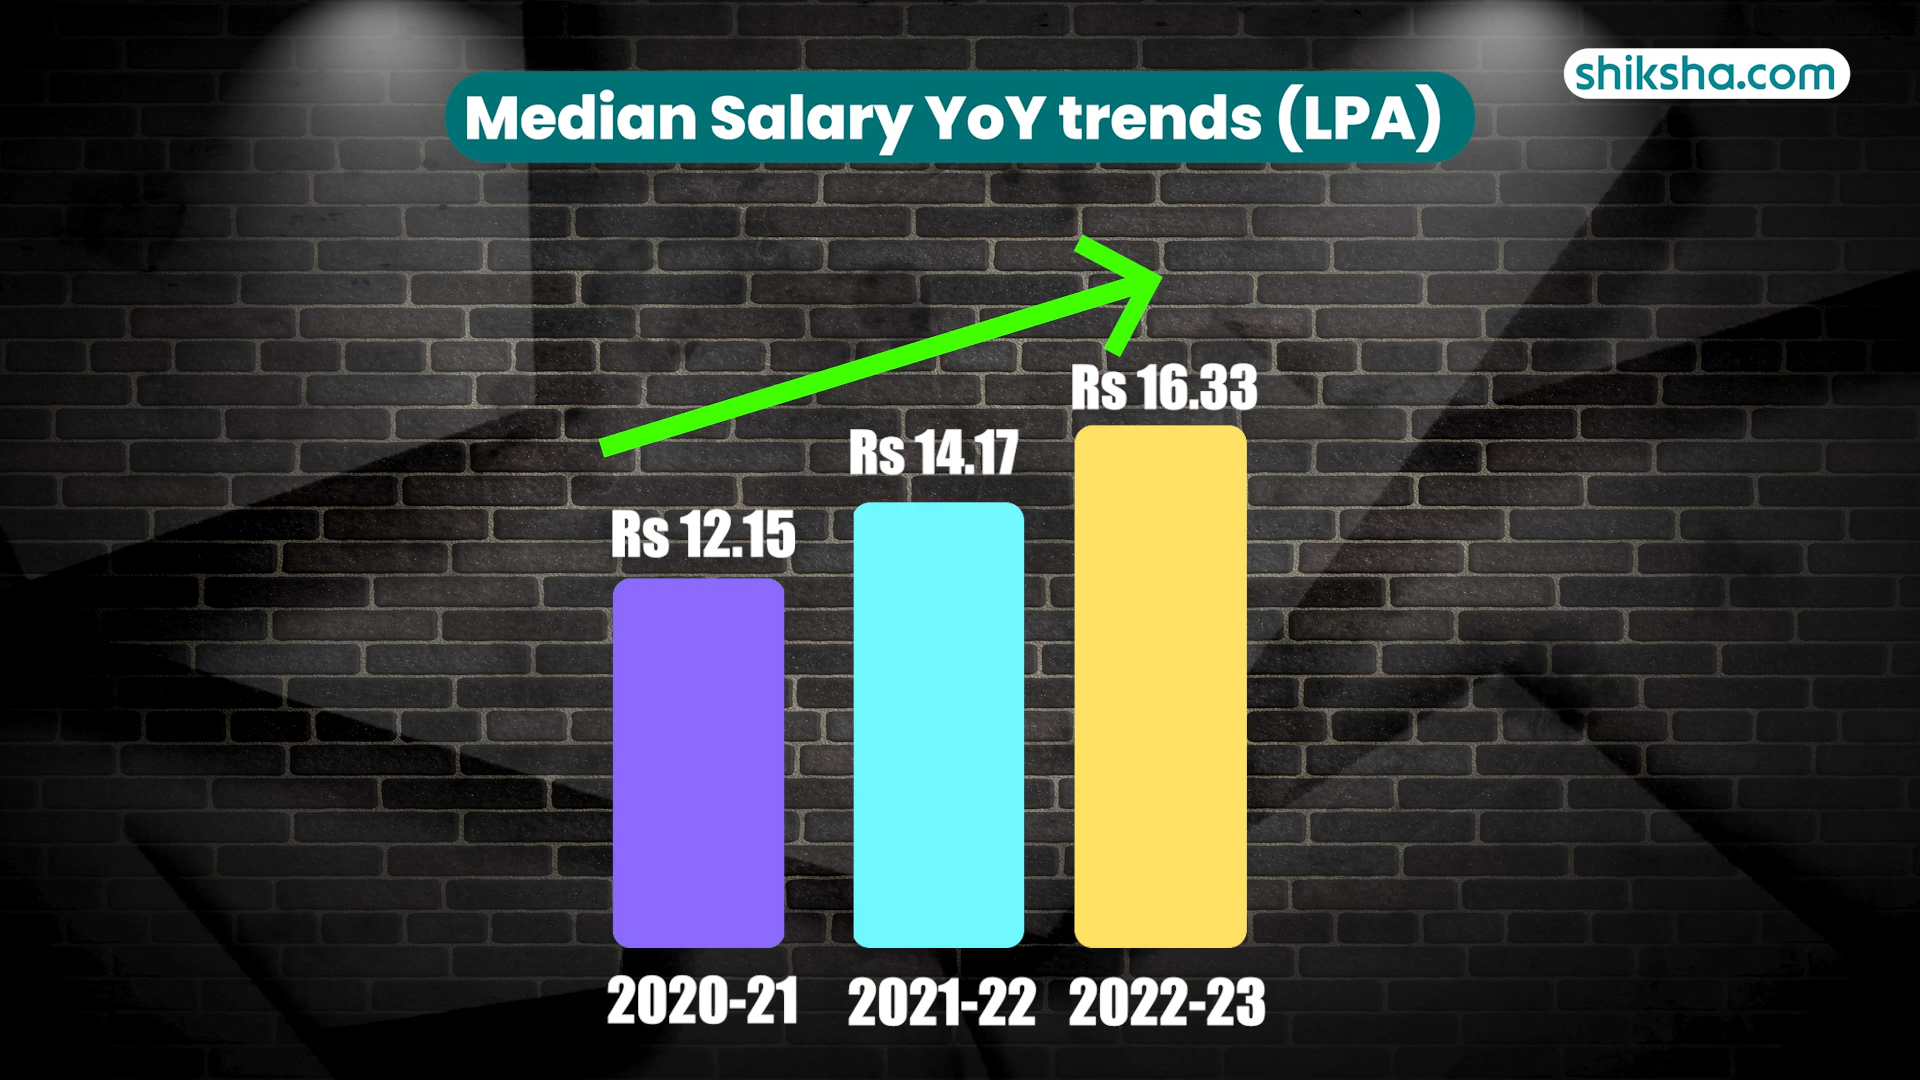 shiksha.com
Median Salary YoY trends (LPA)
Rs 16.33
Rs 14.17
Rs 12.15
2020-21 2021-22 2022-23